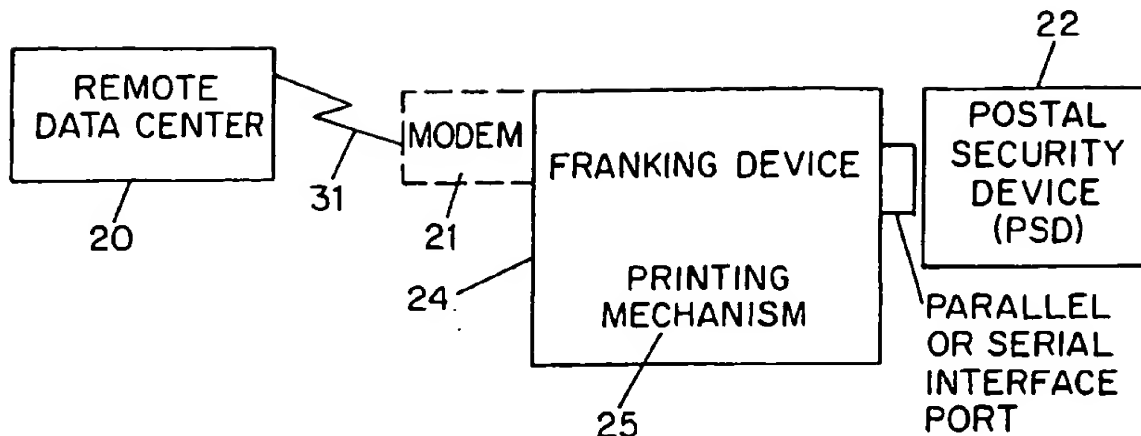 REMOTE
DATA CENTER
20
31
MODEM
21
FRANKING DEVICE
24
PRINTING
MECHANISM
25
22
POSTAL
SECURITY
DEVICE
(PSD)
PARALLEL
OR SERIAL
INTERFACE
PORT